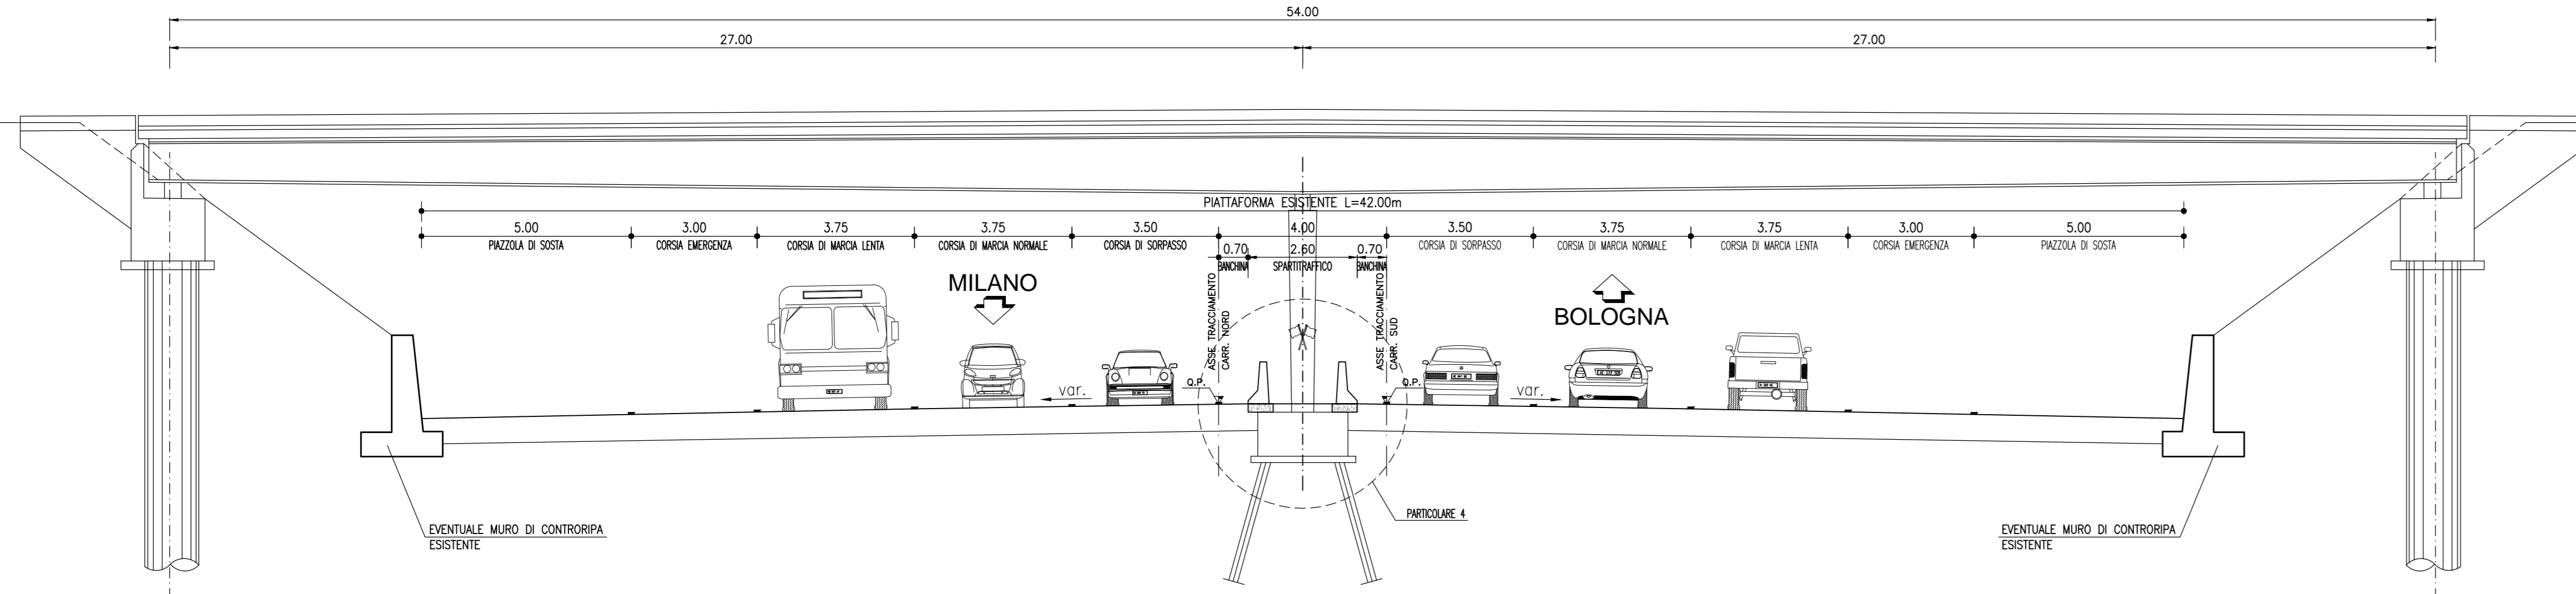 54.00
27.00
27.00
PIATTAFORMA ESISTENTE L=42.00m
5.00
3.00
3.75
3.75
3.50
4.00
3.50
3.75
3.75
3.00
5.00
PIAZZOLA DI SOSTA
CORSIA EMERGENZA
CORSIA DI MARCIA LENTA
CORSIA DI MARCIA NORMALE
CORSIA DI SORPASSO
CORSIA DI SORPASSO
CORSIA DI MARCIA NORMALE
CORSIA DI MARCIA LENTA
CORSIA EMERGENZA
PIAZZOLA DI SOSTA
0.70
2.60
0.70
BANCHINA
SPARTITRAFFICO
BANCHINA
MILANO
BOLOGNA
ASSE TRACCIAMENTO
CARR. NORD
ASSE TRACCIAMENTO
CARR. SUD
Q.P.
Q.P.
var.
var.
PARTICOLARE 4
EVENTUALE MURO DI CONTRORIPA
ESISTENTE
EVENTUALE MURO DI CONTRORIPA
ESISTENTE